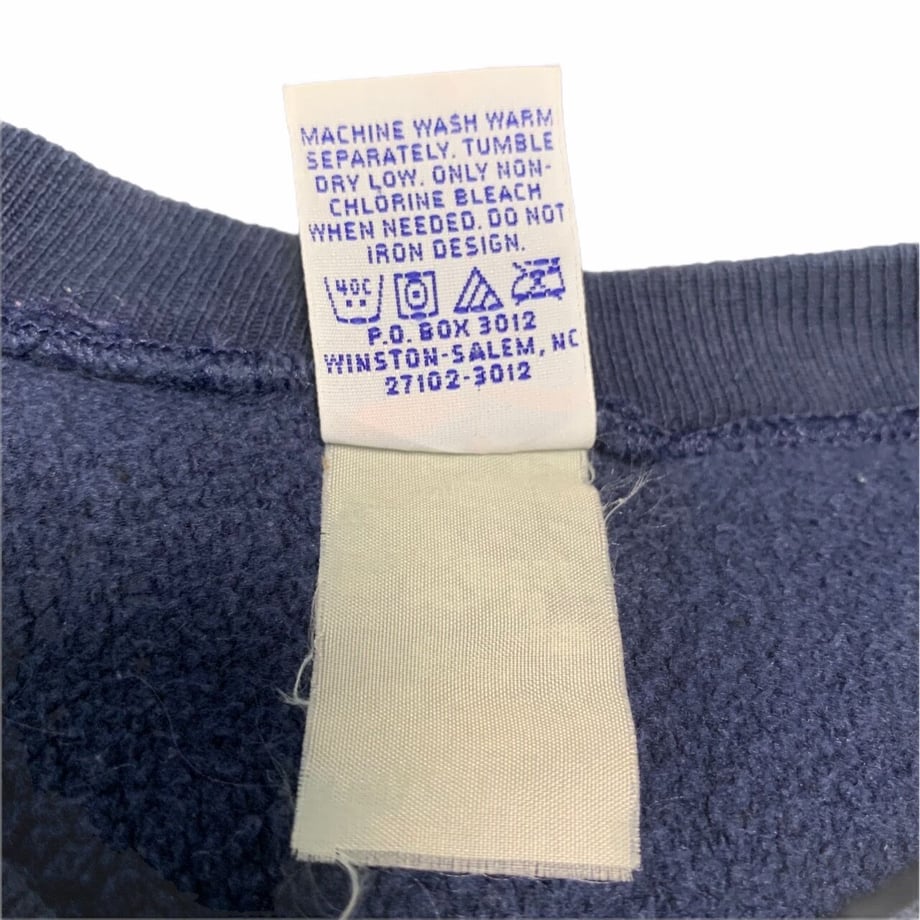 MACHINE WASH WARM
SEPARATELY. TUMBLE
DRY LOW. ONLY NON-
CHLORINE BLEACH
WHEN NEEDED. DO NOT
IRON DESIGN.
40C
P.O. BOX 3012
WINSTON-SALEM, NC
27102-3012